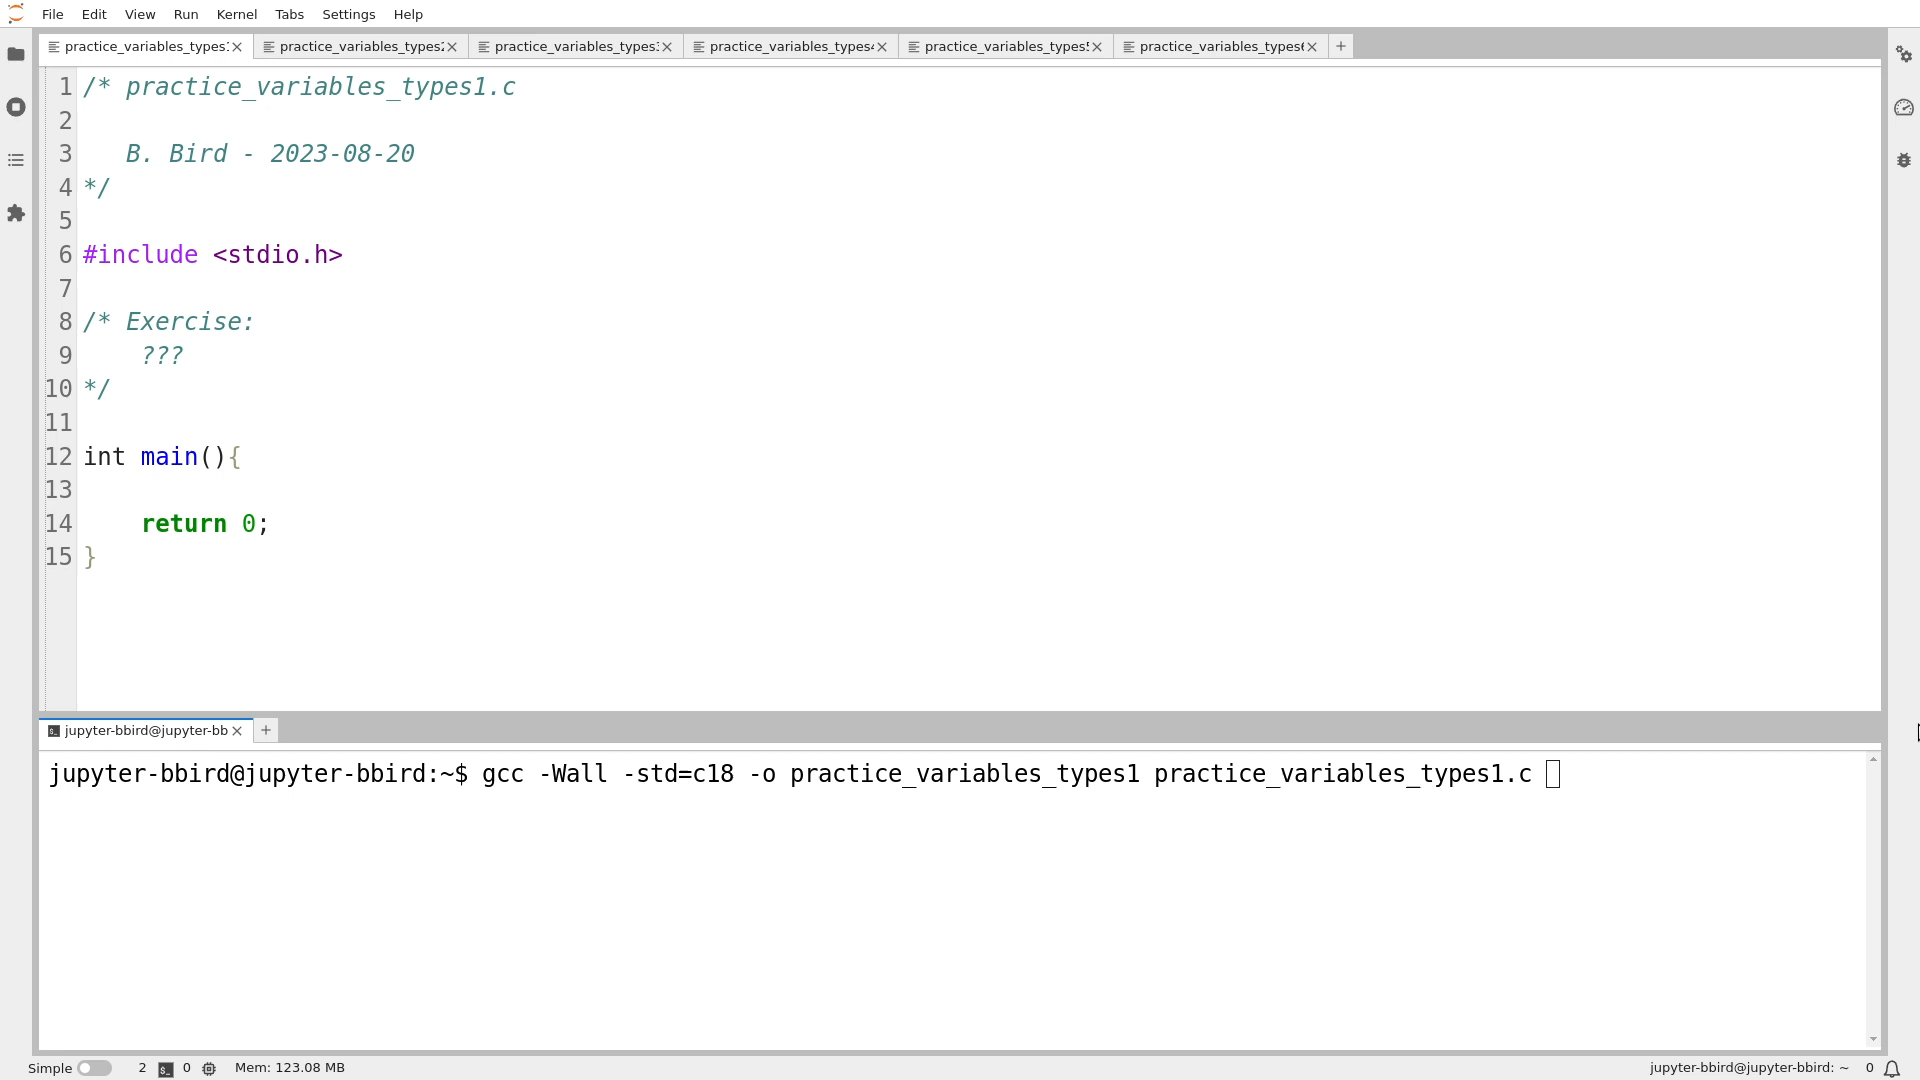 File Edit View Run Kernel Tabs Settings Help
practice_variables_types1 practice_variables_types2 practice_variables_types3 practice_variables_types4 practice_variables_types5 practice_variables_types6
1 /* practice_variables_types1.c
2
3 B. Bird - 2023-08-20
4 */
5
6 #include <stdio.h>
7
8 /* Exercise:
9 ???
10 */
11
12 int main(){
13
14 return 0;
15 }
jupyter-bbird@jupyter-bb
jupyter-bbird@jupyter-bbird:~$ gcc -Wall -std=c18 -o practice_variables_types1 practice_variables_types1.c
Simple 2 0 Mem: 123.08 MB jupyter-bbird@jupyter-bbird: ~ 0